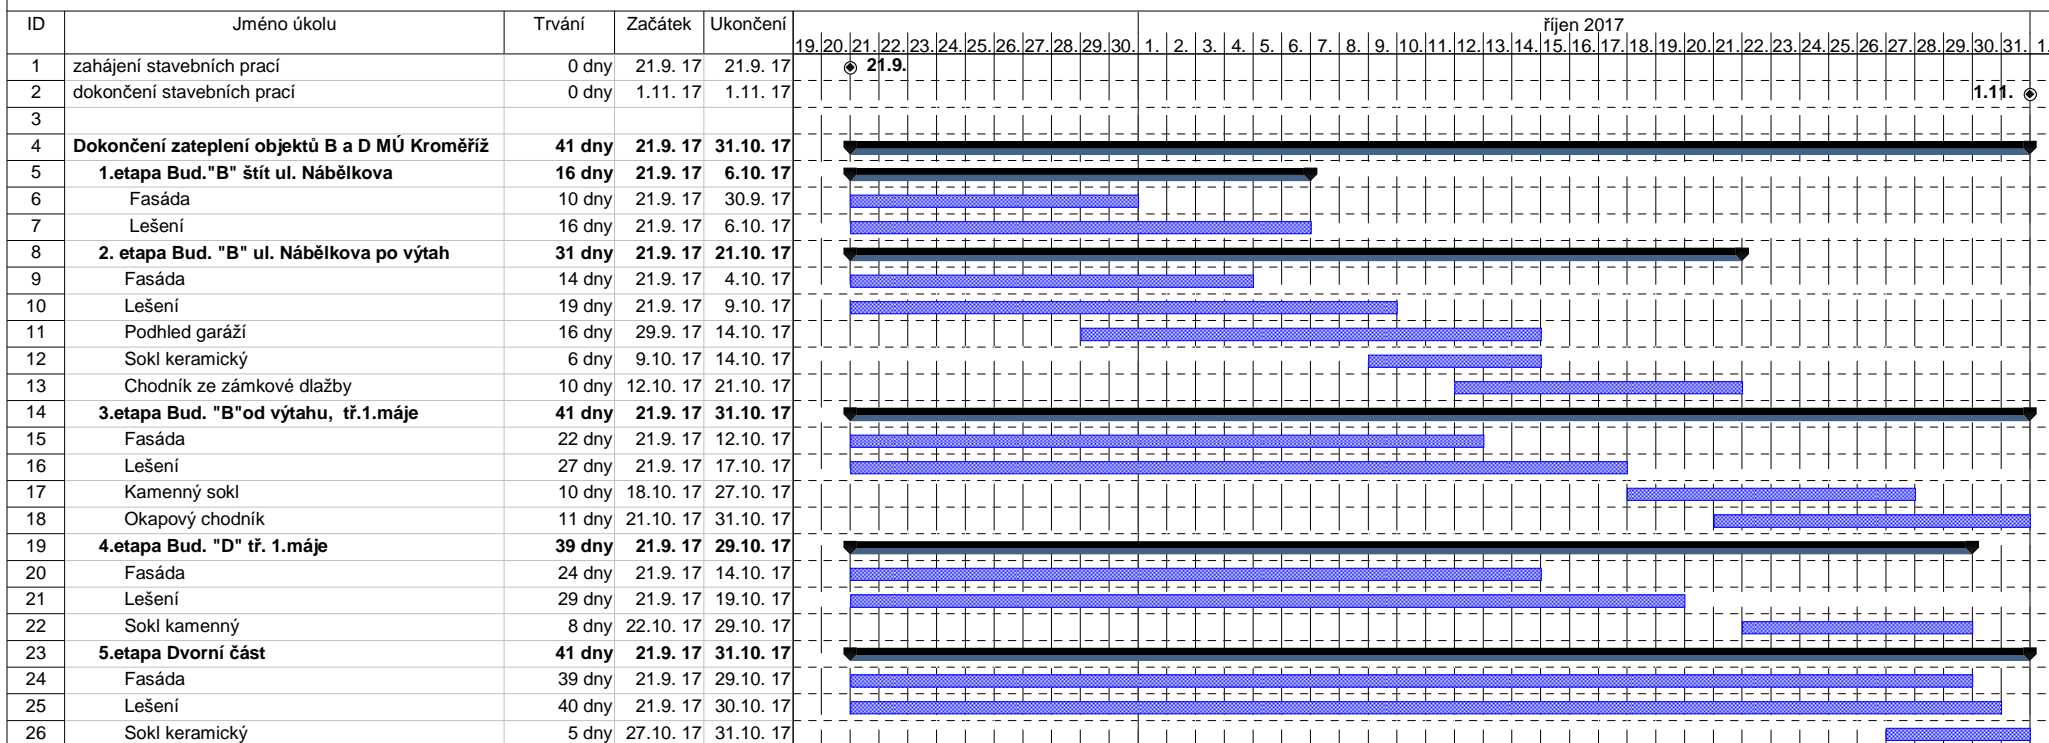 ID Jméno úkolu Trvání Začátek Ukončení říjen 2017
19. 20. 21. 22. 23. 24. 25. 26. 27. 28. 29. 30. 1. 2. 3. 4. 5. 6. 7. 8. 9. 10. 11. 12. 13. 14. 15. 16. 17. 18. 19. 20. 21. 22. 23. 24. 25. 26. 27. 28. 29. 30. 31. 1.
1 zahájení stavebních prací 0 dny 21.9. 17 21.9. 17 21.9.
2 dokončení stavebních prací 0 dny 1.11. 17 1.11. 17 1.11.
3
4 Dokončení zateplení objektů B a D MÚ Kroměříž 41 dny 21.9. 17 31.10. 17
5 1.etapa Bud."B" štít ul. Nábělkova 16 dny 21.9. 17 6.10. 17
6 Fasáda 10 dny 21.9. 17 30.9. 17
7 Lešení 16 dny 21.9. 17 6.10. 17
8 2. etapa Bud. "B" ul. Nábělkova po výtah 31 dny 21.9. 17 21.10. 17
9 Fasáda 14 dny 21.9. 17 4.10. 17
10 Lešení 19 dny 21.9. 17 9.10. 17
11 Podhled garáží 16 dny 29.9. 17 14.10. 17
12 Sokl keramický 6 dny 9.10. 17 14.10. 17
13 Chodník ze zámkové dlažby 10 dny 12.10. 17 21.10. 17
14 3.etapa Bud. "B"od výtahu, tř.1.máje 41 dny 21.9. 17 31.10. 17
15 Fasáda 22 dny 21.9. 17 12.10. 17
16 Lešení 27 dny 21.9. 17 17.10. 17
17 Kamenný sokl 10 dny 18.10. 17 27.10. 17
18 Okapový chodník 11 dny 21.10. 17 31.10. 17
19 4.etapa Bud. "D" tř. 1.máje 39 dny 21.9. 17 29.10. 17
20 Fasáda 24 dny 21.9. 17 14.10. 17
21 Lešení 29 dny 21.9. 17 19.10. 17
22 Sokl kamenný 8 dny 22.10. 17 29.10. 17
23 5.etapa Dvorní část 41 dny 21.9. 17 31.10. 17
24 Fasáda 39 dny 21.9. 17 29.10. 17
25 Lešení 40 dny 21.9. 17 30.10. 17
26 Sokl keramický 5 dny 27.10. 17 31.10. 17